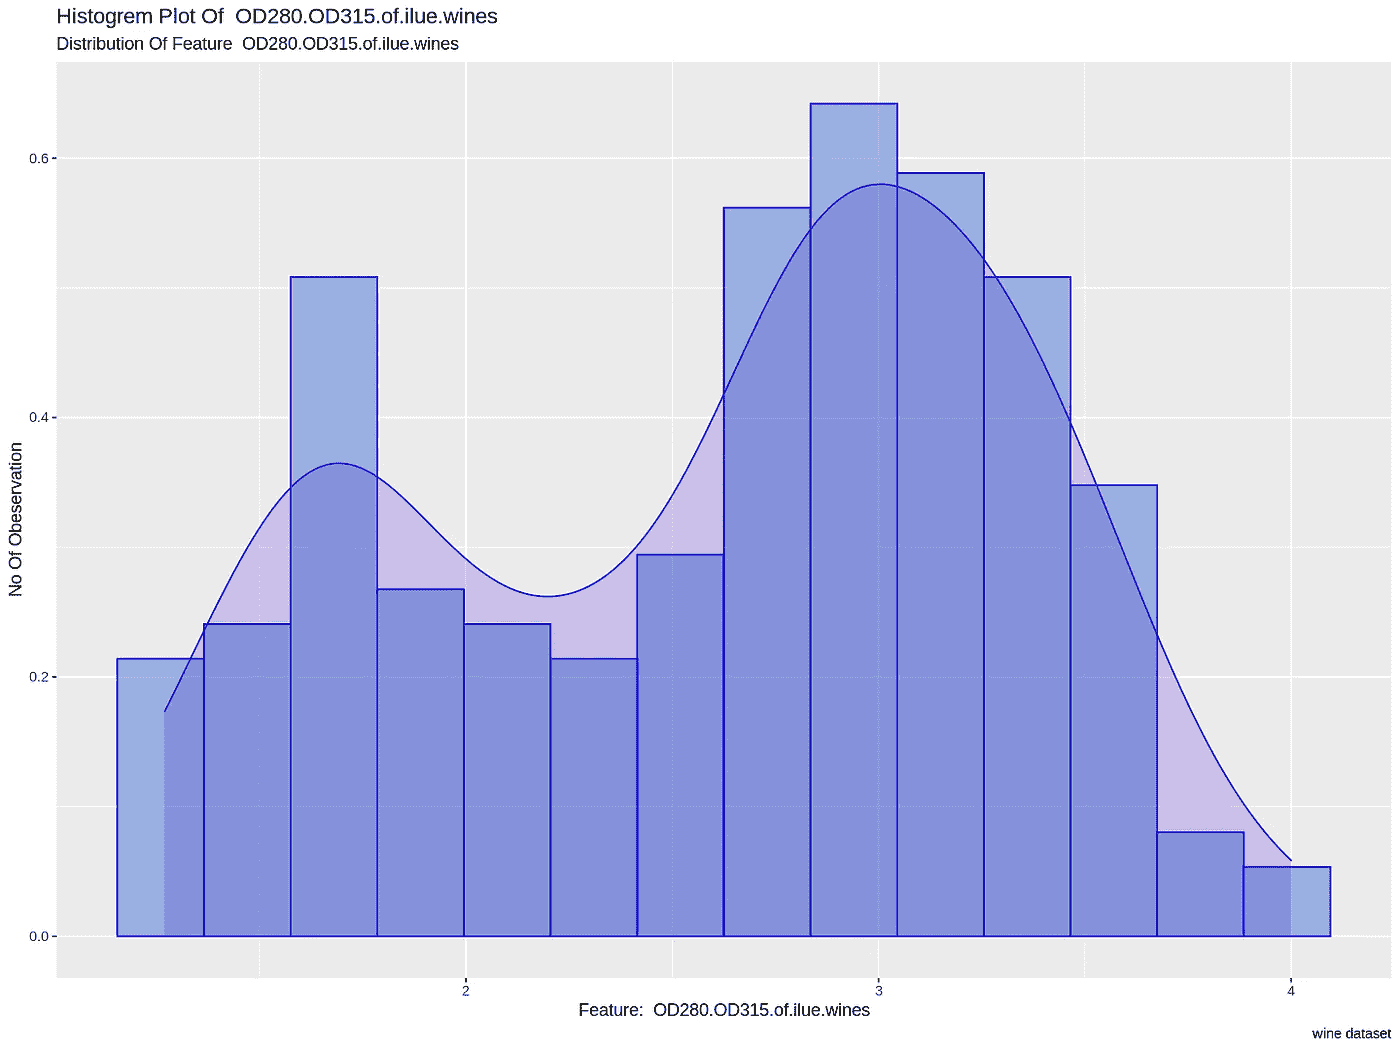 Histogrem Plot Of  OD280.OD315.of.ilue.wines
Distribution Of Feature  OD280.OD315.of.ilue.wines
No Of Obeservation
0.6
0.4
0.2
0.0
2
3
4
Feature:  OD280.OD315.of.ilue.wines
wine dataset